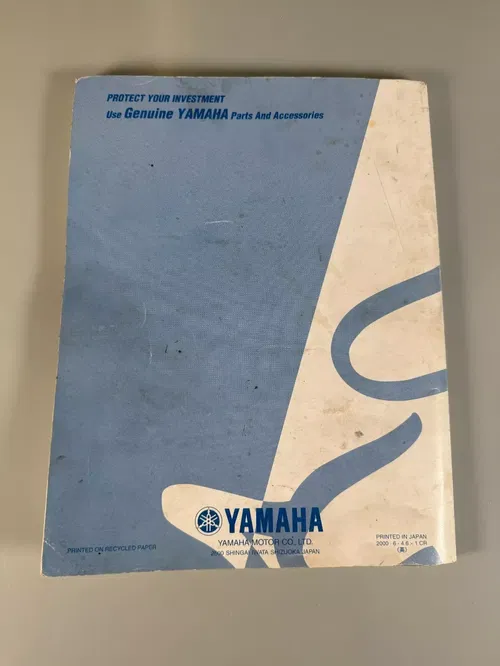 PROTECT YOUR INVESTMENT
Use Genuine YAMAHA Parts And Accessories
YAMAHA
YAMAHA MOTOR CO., LTD.
2500 SHINGAI IWATA SHIZUOKA JAPAN
PRINTED ON RECYCLED PAPER
PRINTED IN JAPAN
2000